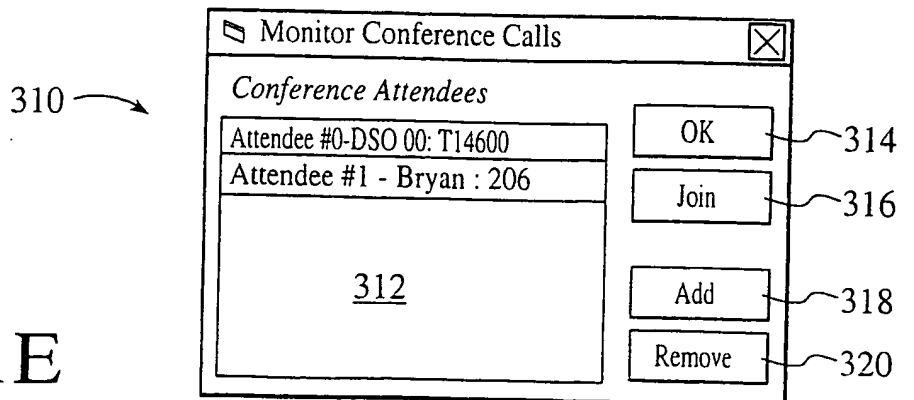 Monitor Conference Calls
310
Conference Attendees
Attendee #0-DSO 00: T14600
Attendee #1 - Bryan : 206
312
OK
314
Join
316
Add
318
Remove
320
E